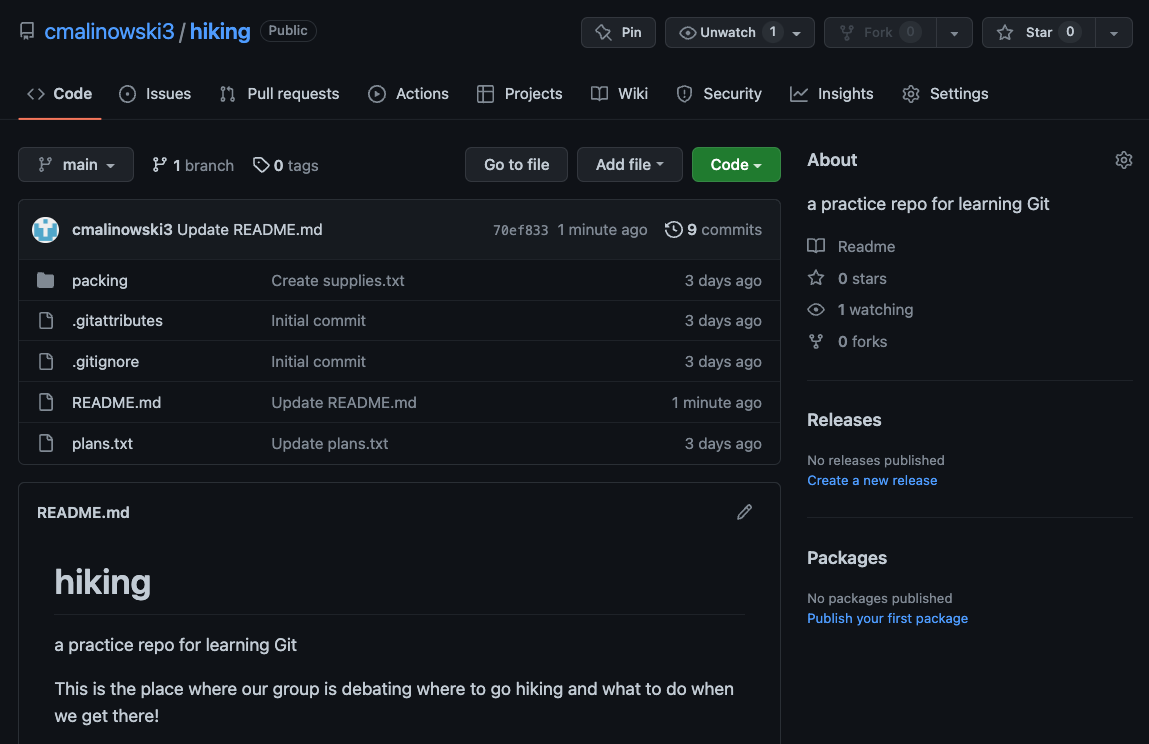 cmalinowski3 / hiking Public Pin Unwatch 1 Fork 0 Star 0
Code Issues Pull requests Actions Projects Wiki Security Insights Settings
main 1 branch 0 tags Go to file Add file Code
cmalinowski3 Update README.md 70ef833 1 minute ago 9 commits
packing Create supplies.txt 3 days ago
.gitattributes Initial commit 3 days ago
.gitignore Initial commit 3 days ago
README.md Update README.md 1 minute ago
plans.txt Update plans.txt 3 days ago
README.md
hiking
a practice repo for learning Git
This is the place where our group is debating where to go hiking and what to do when
we get there!
About
a practice repo for learning Git
Readme
0 stars
1 watching
0 forks
Releases
No releases published
Create a new release
Packages
No packages published
Publish your first package